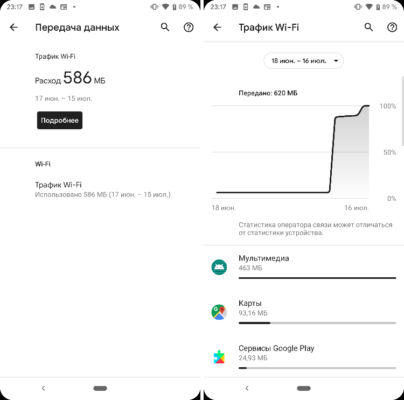 23:17
89 %
Передача данных
Трафик Wi-Fi
Расход 586 МБ
17 июн. – 15 июл.
Подробнее
Wi-Fi
Трафик Wi-Fi
Использовано 586 МБ (17 июн. – 15 июл.)
23:17
89 %
Трафик Wi-Fi
18 июн. – 16 июл.
Передано: 620 МБ
100%
50%
0%
18 июн.
16 июл.
Статистика оператора связи может отличаться
от статистики устройства.
Мультимедиа
463 МБ
Карты
93,16 МБ
Сервисы Google Play
24,93 МБ